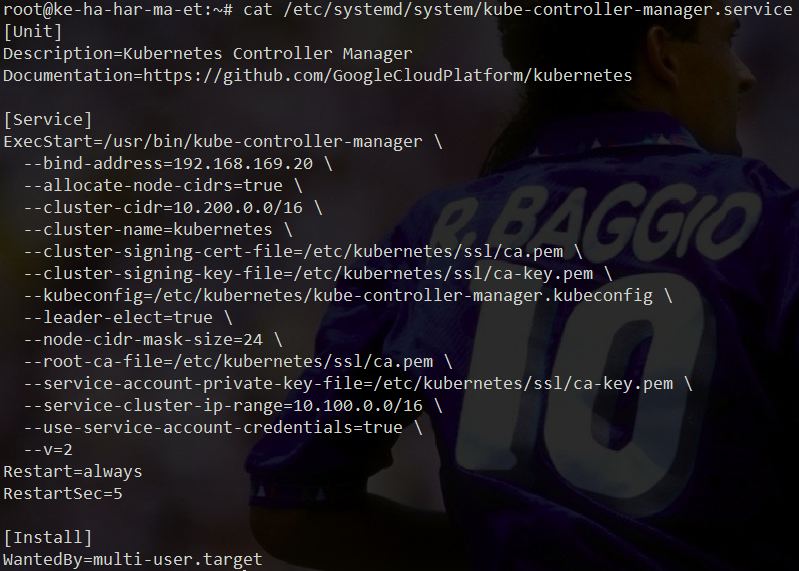 root@ke-ha-har-ma-et:~# cat /etc/systemd/system/kube-controller-manager.service
[Unit]
Description=Kubernetes Controller Manager
Documentation=https://github.com/GoogleCloudPlatform/kubernetes

[Service]
ExecStart=/usr/bin/kube-controller-manager \
  --bind-address=192.168.169.20 \
  --allocate-node-cidrs=true \
  --cluster-cidr=10.200.0.0/16 \
  --cluster-name=kubernetes \
  --cluster-signing-cert-file=/etc/kubernetes/ssl/ca.pem \
  --cluster-signing-key-file=/etc/kubernetes/ssl/ca-key.pem \
  --kubeconfig=/etc/kubernetes/kube-controller-manager.kubeconfig \
  --leader-elect=true \
  --node-cidr-mask-size=24 \
  --root-ca-file=/etc/kubernetes/ssl/ca.pem \
  --service-account-private-key-file=/etc/kubernetes/ssl/ca-key.pem \
  --service-cluster-ip-range=10.100.0.0/16 \
  --use-service-account-credentials=true \
  --v=2
Restart=always
RestartSec=5

[Install]
WantedBy=multi-user.target
R. BAGGIO
10